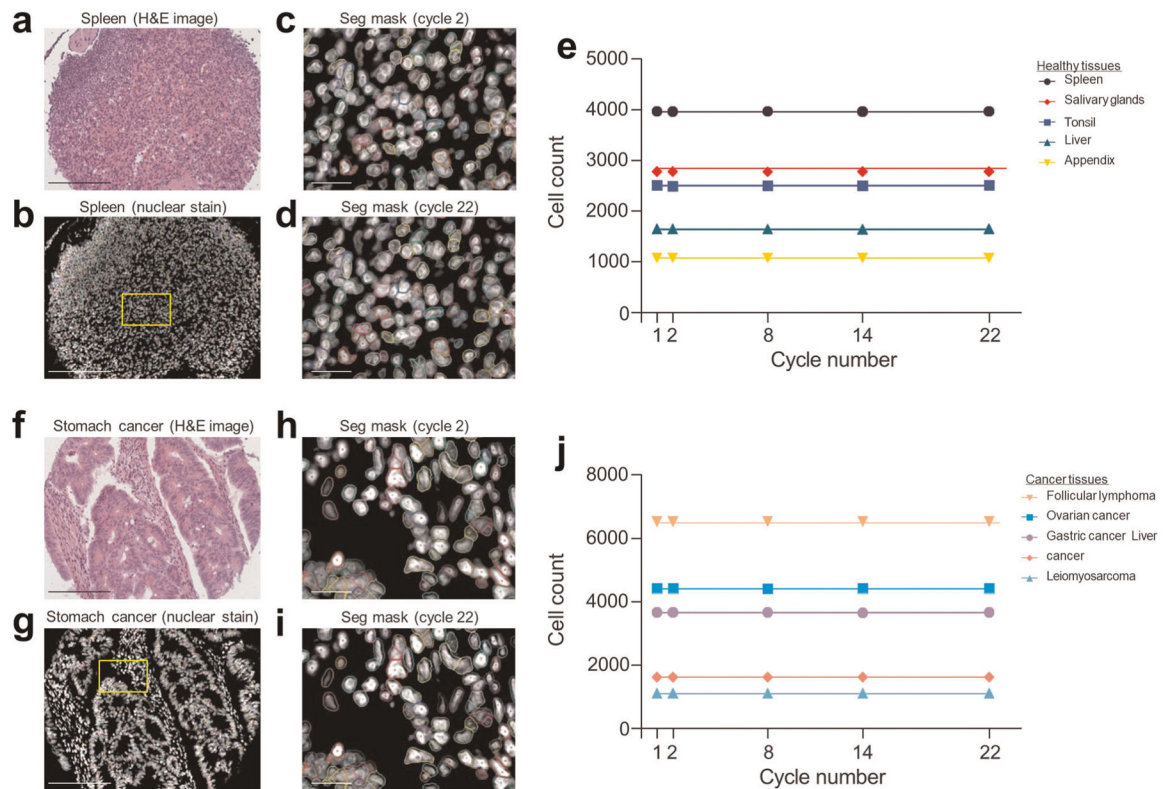 a
Spleen (H&E image)
b
Spleen (nuclear stain)
c
Seg mask (cycle 2)
d
Seg mask (cycle 22)
e
5000
4000
3000
2000
1000
0
Cell count
1 2 8 14 22
Cycle number
Healthy tissues
Spleen
Salivary glands
Tonsil
Liver
Appendix
f
Stomach cancer (H&E image)
g
Stomach cancer (nuclear stain)
h
Seg mask (cycle 2)
i
Seg mask (cycle 22)
j
8000
6000
4000
2000
0
Cell count
1 2 8 14 22
Cycle number
Cancer tissues
Follicular lymphoma
Ovarian cancer
Gastric cancer Liver
cancer
Leiomyosarcoma